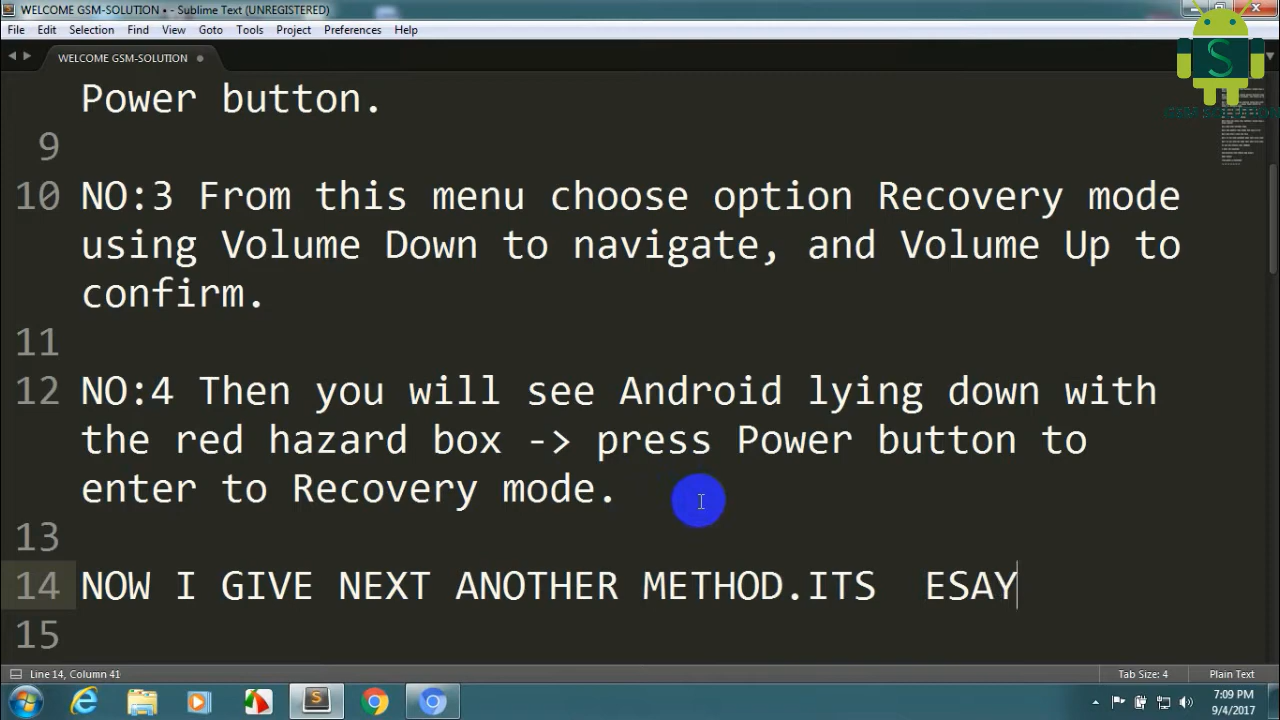 WELCOME GSM-SOLUTION • - Sublime Text (UNREGISTERED)
File Edit Selection Find View Goto Tools Project Preferences Help
WELCOME GSM-SOLUTION
S
GSM SOLUTION
Power button.
9
10 NO:3 From this menu choose option Recovery mode
using Volume Down to navigate, and Volume Up to
confirm.
11
12 NO:4 Then you will see Android lying down with
the red hazard box -> press Power button to
enter to Recovery mode.
13
14 NOW I GIVE NEXT ANOTHER METHOD.ITS  ESAY
15
Line 14, Column 41 Tab Size: 4 Plain Text
7:09 PM
9/4/2017